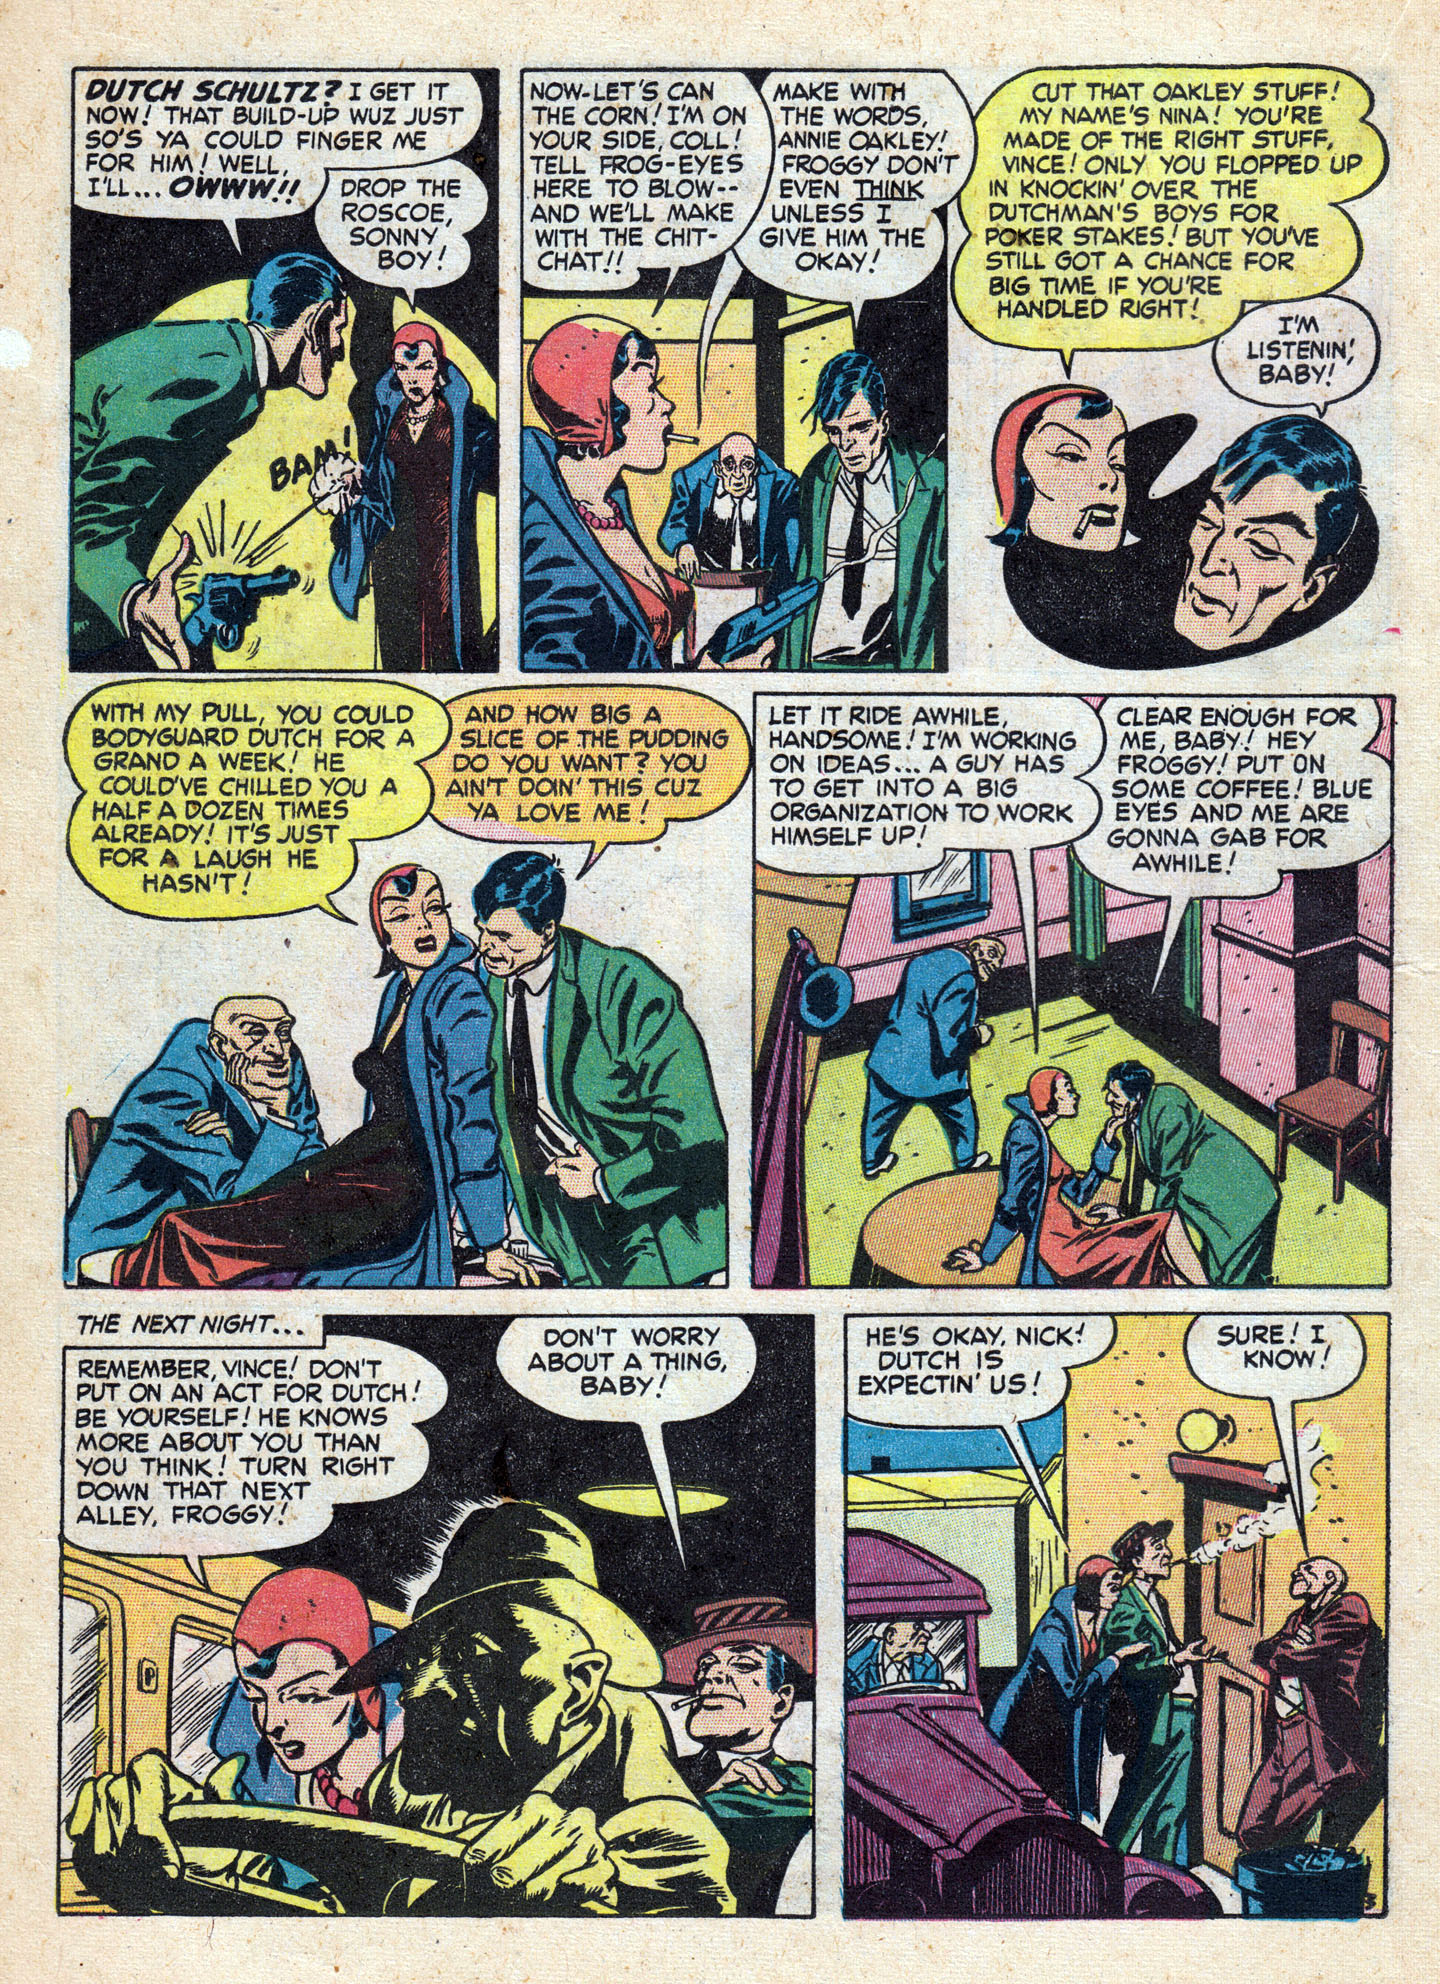 DUTCH SCHULTZ? I GET IT
NOW! THAT BUILD-UP WUZ JUST
SO'S YA COULD FINGER ME
FOR HIM! WELL,
I'LL... OWWW!!
DROP THE
ROSCOE,
SONNY
BOY!
BAM!
NOW-LET'S CAN
THE CORN! I'M ON
YOUR SIDE, COLL!
TELL FROG-EYES
HERE TO BLOW--
AND WE'LL MAKE
WITH THE CHIT-
CHAT!!
MAKE WITH
THE WORDS,
ANNIE OAKLEY!
FROGGY DON'T
EVEN THINK
UNLESS I
GIVE HIM THE
OKAY!
CUT THAT OAKLEY STUFF!
MY NAME'S NINA! YOU'RE
MADE OF THE RIGHT STUFF,
VINCE! ONLY YOU FLOPPED UP
IN KNOCKIN' OVER THE
DUTCHMAN'S BOYS FOR
POKER STAKES! BUT YOU'VE
STILL GOT A CHANCE FOR
BIG TIME IF YOU'RE
HANDLED RIGHT!
I'M
LISTENIN',
BABY!
WITH MY PULL, YOU COULD
BODYGUARD DUTCH FOR A
GRAND A WEEK! HE
COULD'VE CHILLED YOU A
HALF A DOZEN TIMES
ALREADY! IT'S JUST
FOR A LAUGH HE
HASN'T!
AND HOW BIG A
SLICE OF THE PUDDING
DO YOU WANT? YOU
AIN'T DOIN' THIS CUZ
YA LOVE ME!
LET IT RIDE AWHILE,
HANDSOME! I'M WORKING
ON IDEAS... A GUY HAS
TO GET INTO A BIG
ORGANIZATION TO WORK
HIMSELF UP!
CLEAR ENOUGH FOR
ME, BABY! HEY
FROGGY! PUT ON
SOME COFFEE! BLUE
EYES AND ME ARE
GONNA GAB FOR
AWHILE!
THE NEXT NIGHT...
REMEMBER, VINCE! DON'T
PUT ON AN ACT FOR DUTCH!
BE YOURSELF! HE KNOWS
MORE ABOUT YOU THAN
YOU THINK! TURN RIGHT
DOWN THAT NEXT
ALLEY, FROGGY!
DON'T WORRY
ABOUT A THING,
BABY!
HE'S OKAY, NICK!
DUTCH IS
EXPECTIN' US!
SURE! I
KNOW!
3